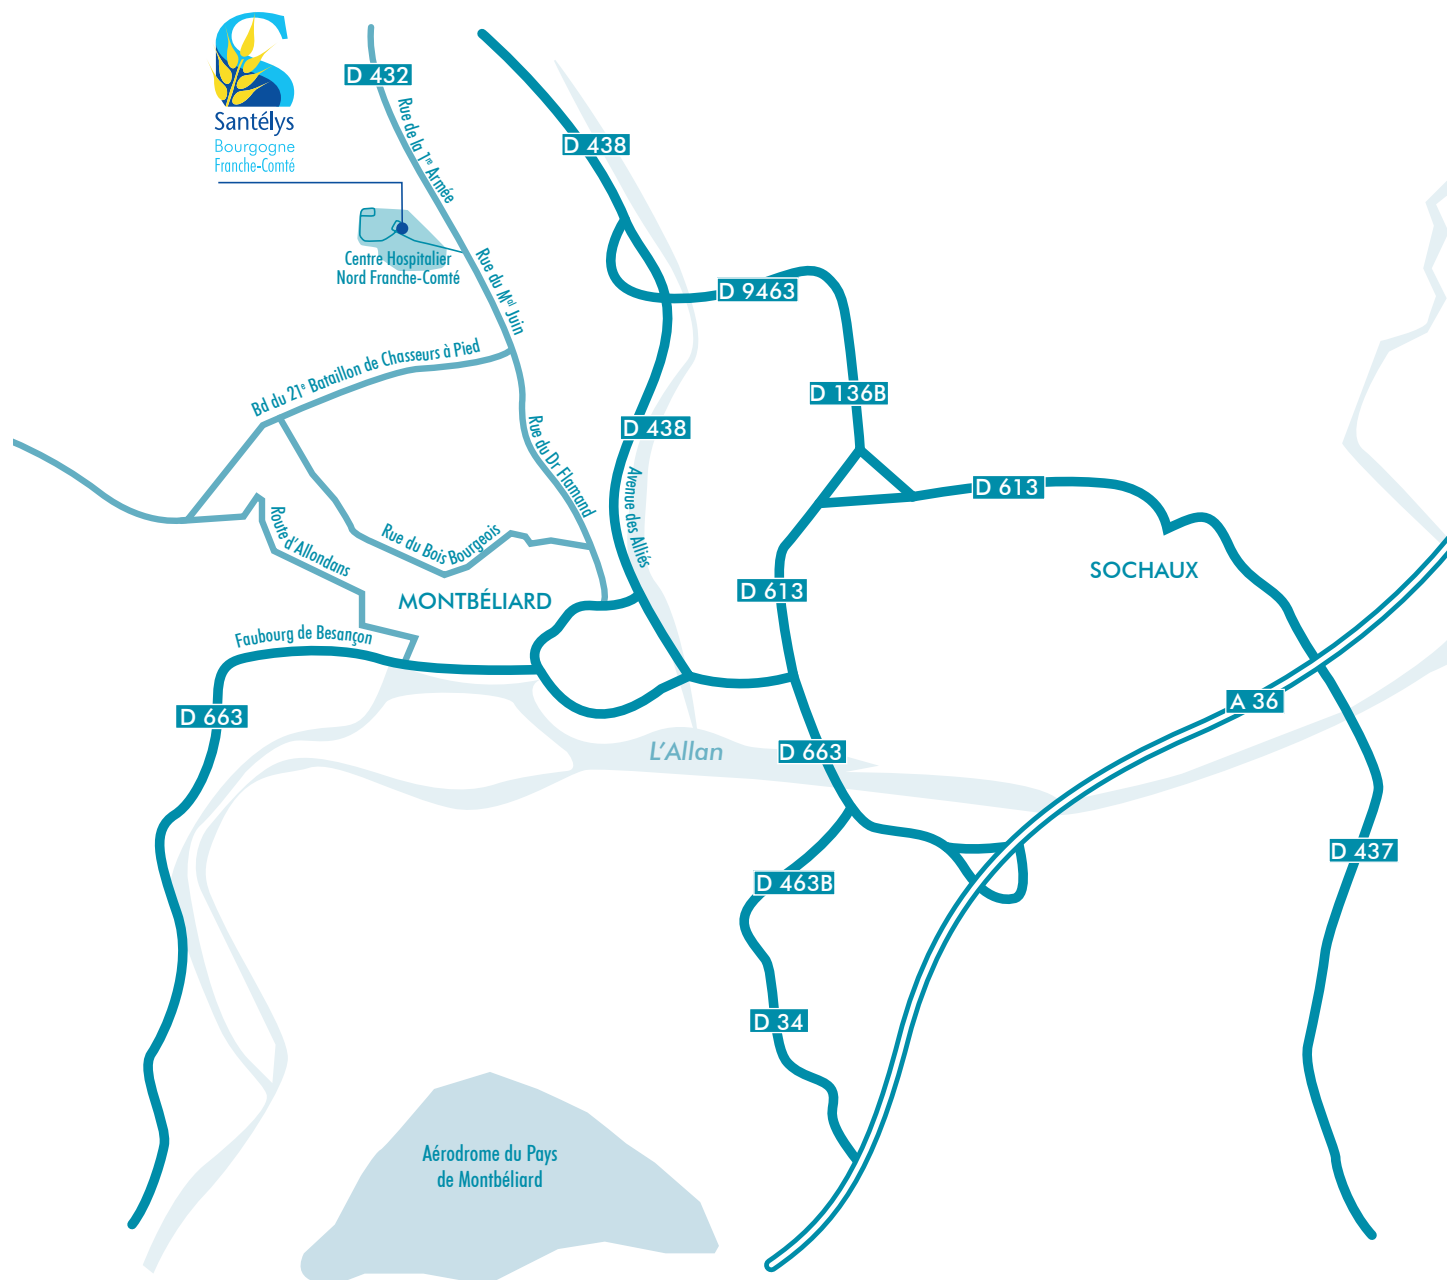 D 432
Santélys
Bourgogne
Franche-Comté
Rue de la 1re Armée
D 438
Centre Hospitalier
Nord Franche-Comté
Rue du Mal Juin
D 9463
Bd du 21e Bataillon de Chasseurs à Pied
D 136B
D 438
Rue du Dr Flamand
Avenue des Alliés
D 613
Route d'Allondans
Rue du Bois Bourgeois
SOCHAUX
MONTBÉLIARD
D 613
Faubourg de Besançon
D 663
A 36
L'Allan
D 663
D 437
D 463B
D 34
Aérodrome du Pays
de Montbéliard